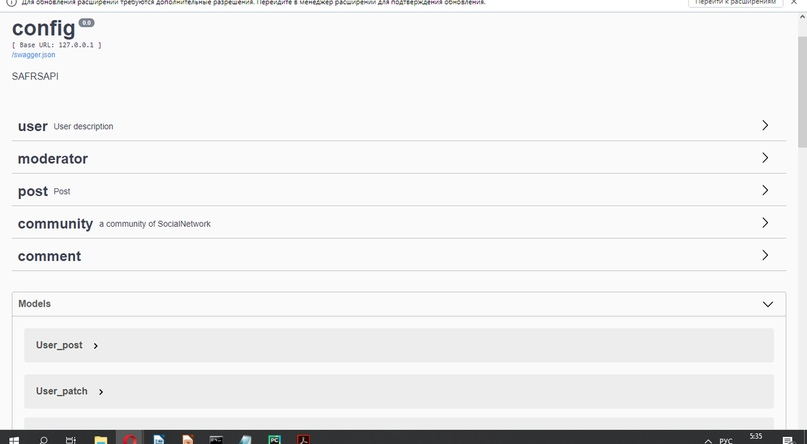 Для обновления расширений требуются дополнительные разрешения. Перейдите в менеджер расширений для подтверждения обновления.
Перейти к расширениям
config 0.0
[ Base URL: 127.0.0.1 ]
/swagger.json
SAFRSAPI
user User description
moderator
post Post
community a community of SocialNetwork
comment
Models
User_post
User_patch
РУС
5:35